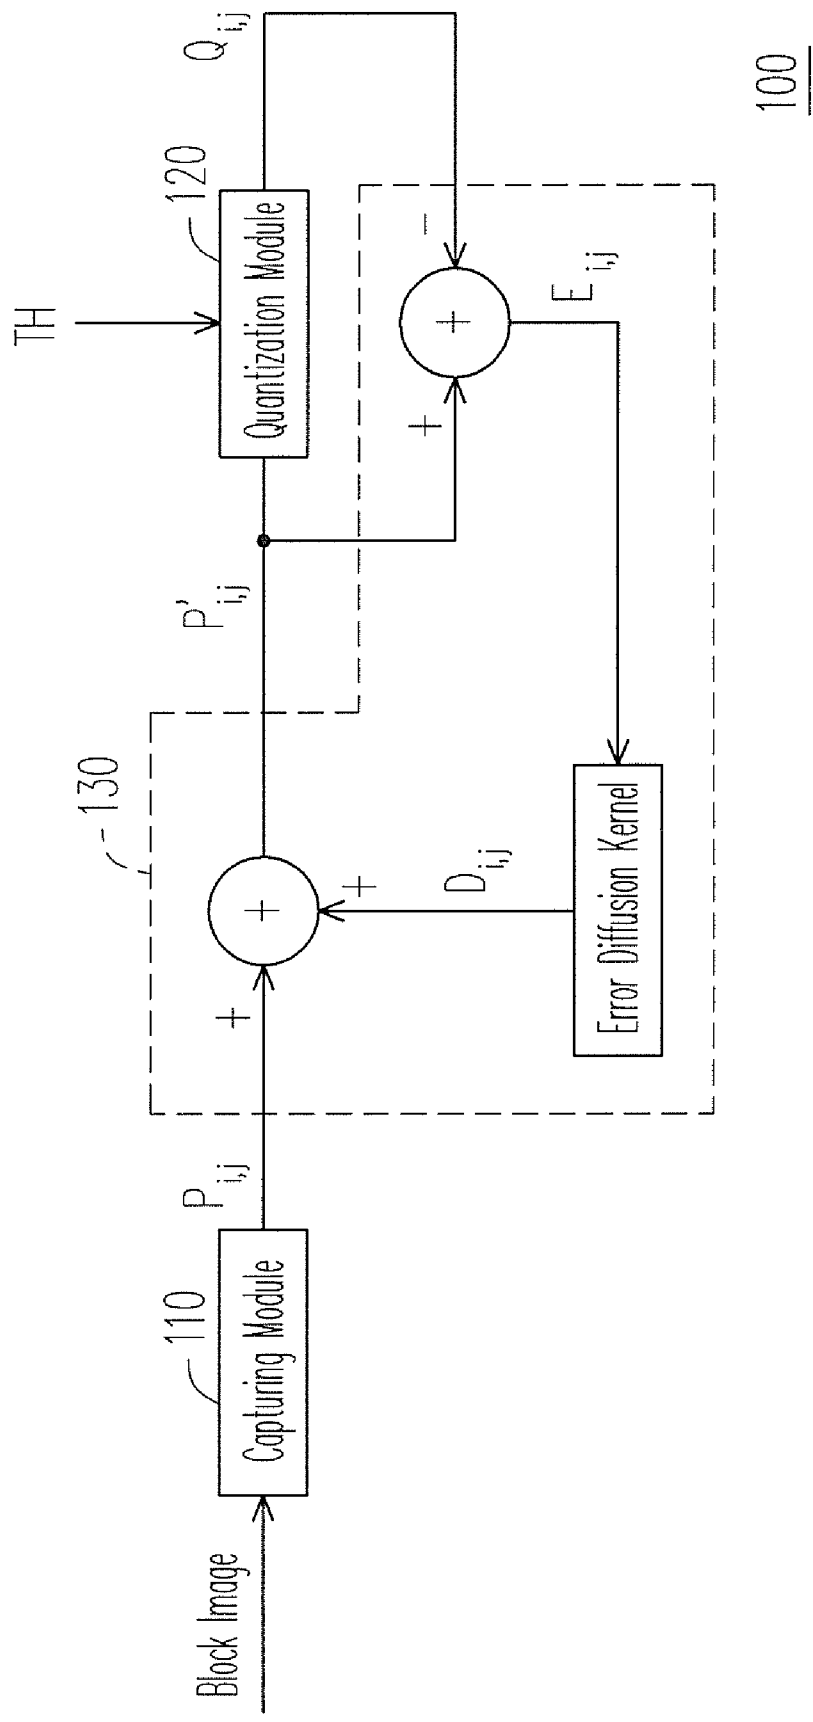 Block Image
110
Capturing Module
P i,j
+
+
130
+
D i,j
Error Diffusion Kernel
P' i,j
TH
120
Quantization Module
Q i,j
+
+
−
E i,j
100